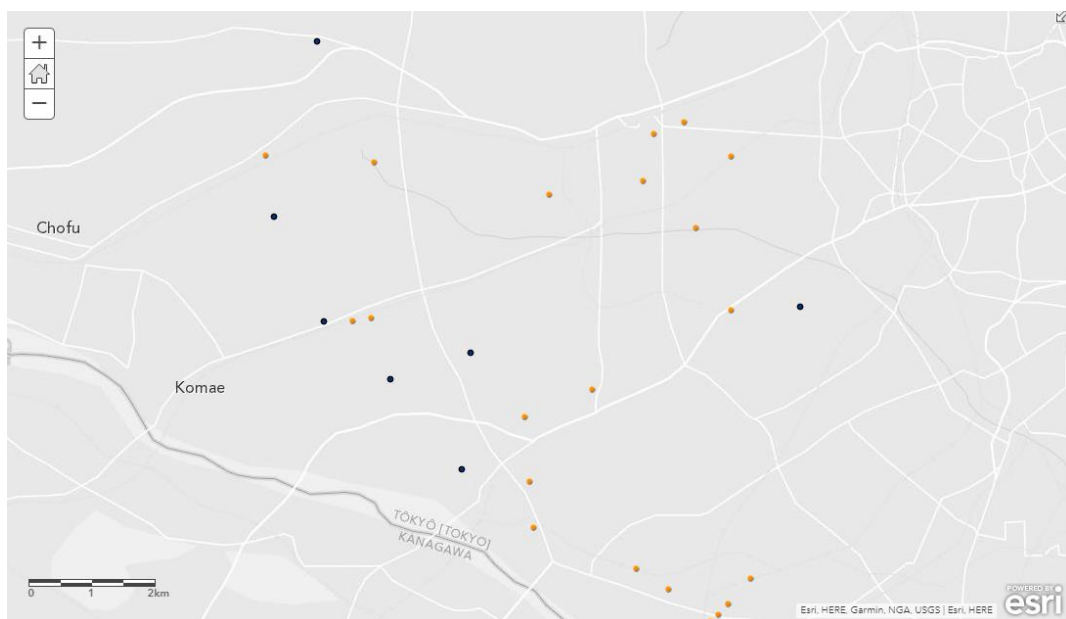 +
−
Chofu
Komae
TŌKYŌ [TOKYO]
KANAGAWA
0 1 2km
Esri, HERE, Garmin, NGA, USGS | Esri, HERE
POWERED BY
esri